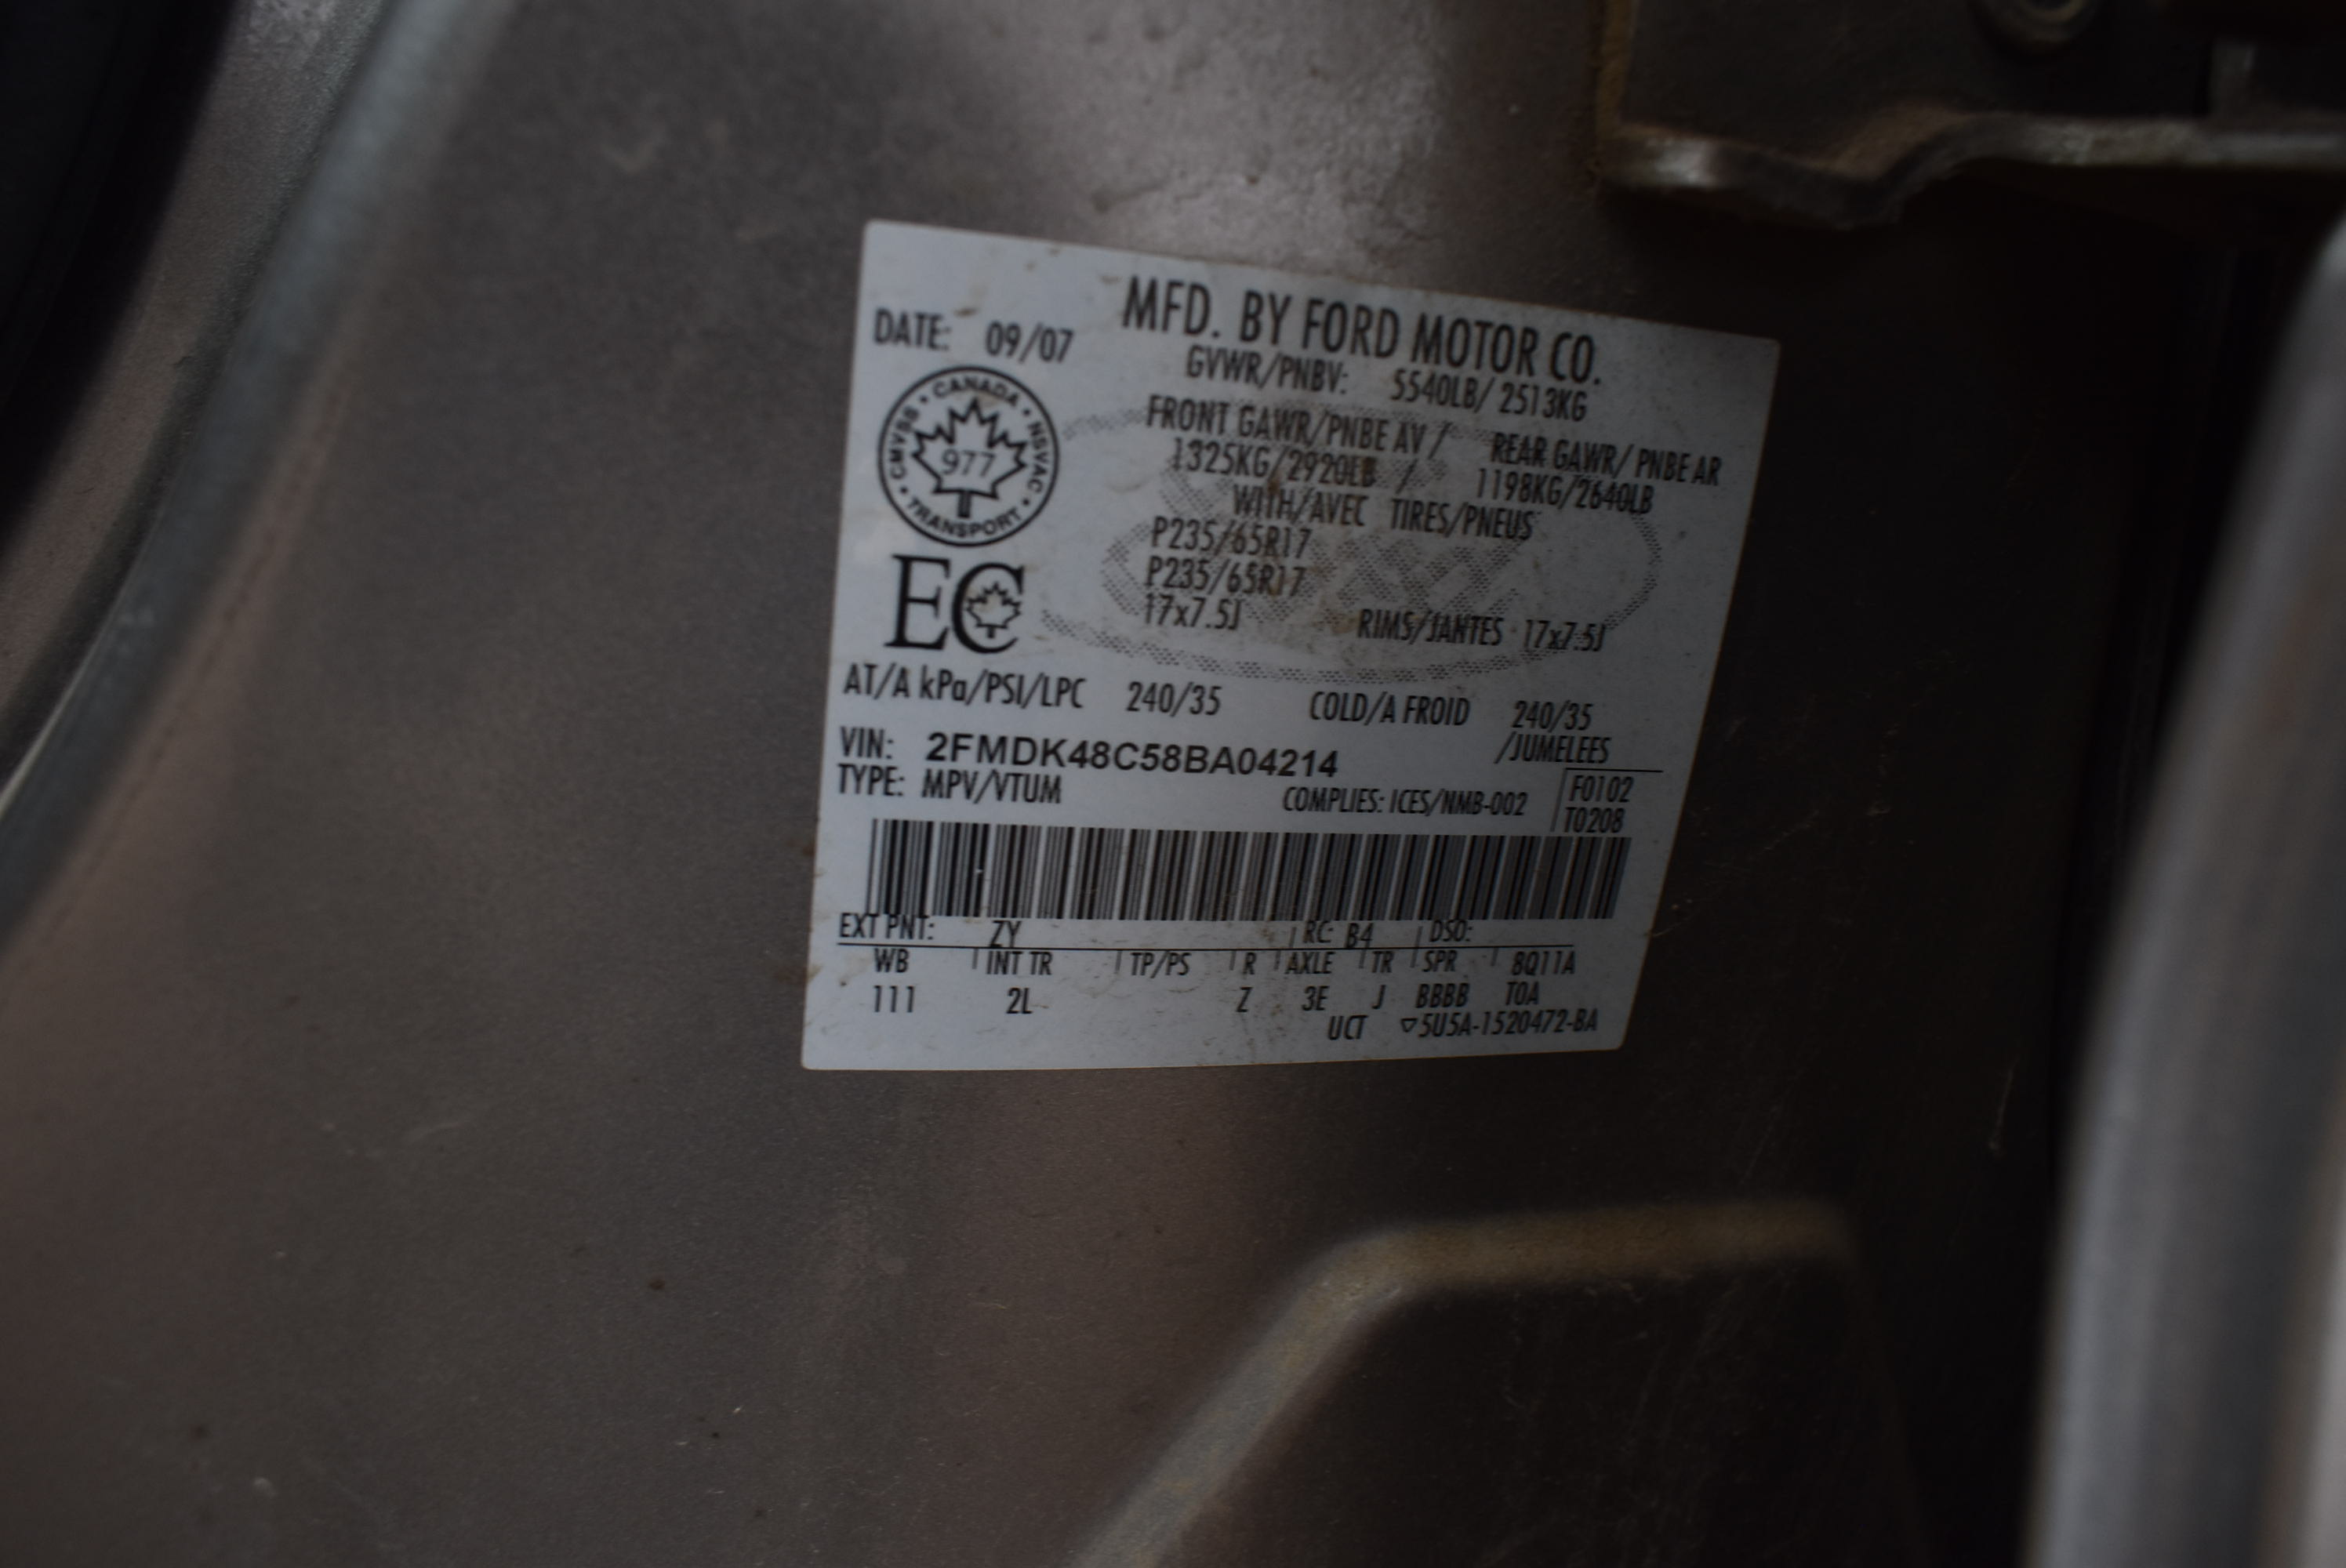 MFD. BY FORD MOTOR CO.
DATE: 09/07
GVWR/PNBV: 5540LB/ 2513KG
CANADA · NSVAC · TRANSPORT · CMVSS ·
977
FRONT GAWR/PNBE AV / REAR GAWR/ PNBE AR
1325KG/2920LB / 1198KG/2640LB
WITH/AVEC TIRES/PNEUS
P235/65R17
P235/65R17
17x7.5J RIMS/JANTES 17x7.5J
EC
AT/A kPa/PSI/LPC 240/35 COLD/A FROID 240/35
/JUMELEES
VIN: 2FMDK48C58BA04214
TYPE: MPV/VTUM COMPLIES: ICES/NMB-002
F0102
T0208
EXT PNT: ZY RC: B4 DSO:
WB INT TR TP/PS R AXLE TR SPR 8Q11A
111 2L Z 3E J BBBB T0A
UCT ▽5U5A-1520472-BA